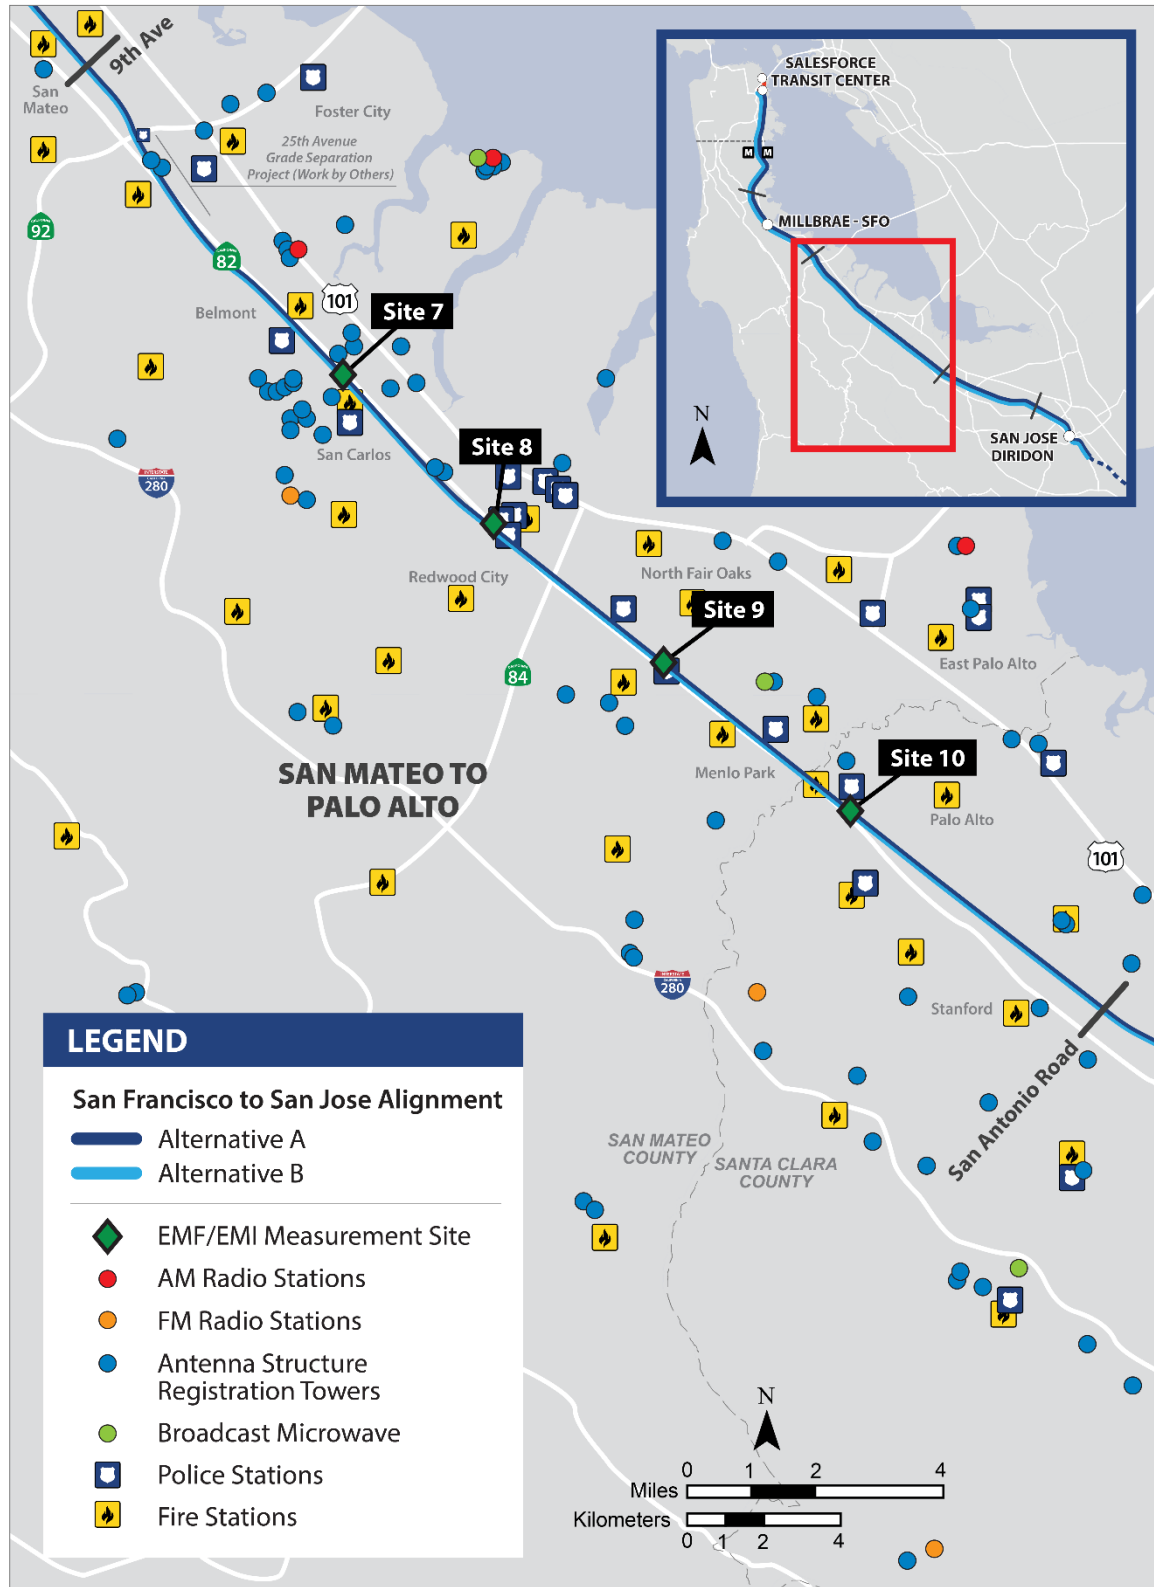 9th Ave
San
Mateo
Foster City
25th Avenue
Grade Separation
Project (Work by Others)
CALIFORNIA
92
82
Belmont
101
Site 7
San Carlos
INTERSTATE
280
Site 8
Redwood City
North Fair Oaks
Site 9
84
East Palo Alto
SAN MATEO TO
PALO ALTO
Menlo Park
Site 10
Palo Alto
101
280
Stanford
San Antonio Road
SAN MATEO
COUNTY
SANTA CLARA
COUNTY
SALESFORCE
TRANSIT CENTER
M M
MILLBRAE - SFO
N
SAN JOSE
DIRIDON
LEGEND
San Francisco to San Jose Alignment
Alternative A
Alternative B
EMF/EMI Measurement Site
AM Radio Stations
FM Radio Stations
Antenna Structure
Registration Towers
Broadcast Microwave
Police Stations
Fire Stations
N
0 1 2 4
Miles
Kilometers
0 1 2 4